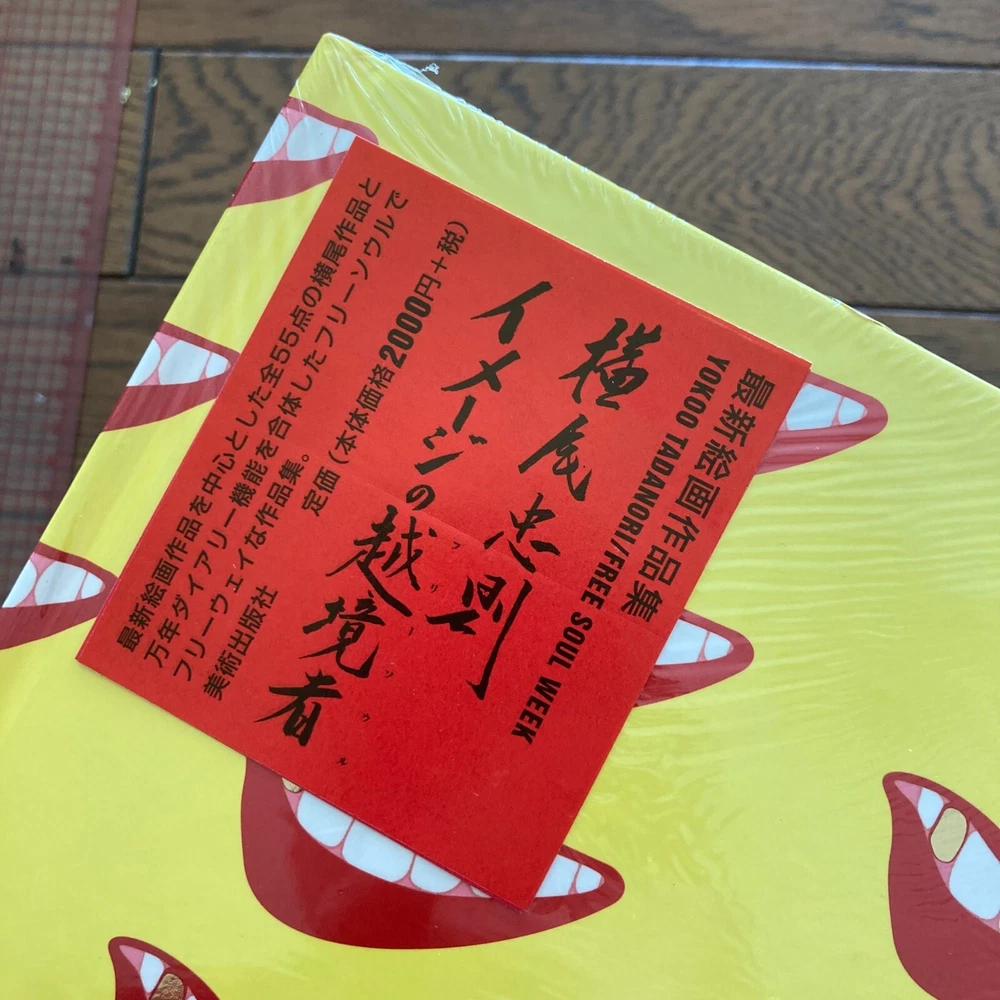 最新絵画作品集
YOKOO TADANORI/FREE SOUL WEEK
横尾忠則
イメージの越境者
フリーソウル
定価(本体価格2000円+税)
最新絵画作品を中心とした全55点の横尾作品と
万年ダイアリー機能を合体したフリーソウルで
フリーウェイな作品集。
美術出版社